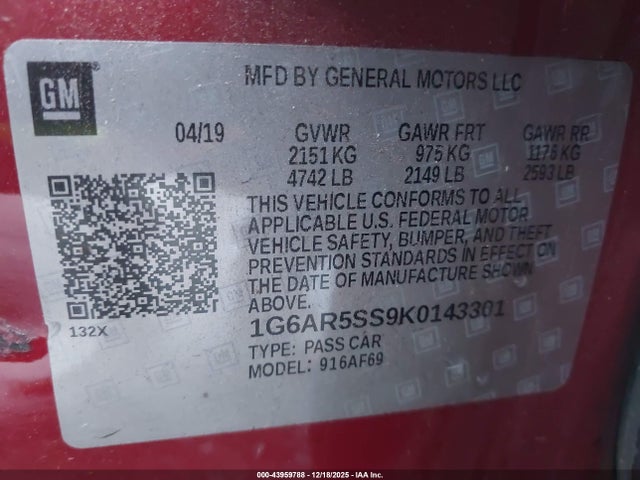 GM
MFD BY GENERAL MOTORS LLC
04/19 GVWR GAWR FRT GAWR RR
2151 KG 975 KG 1176 KG
4742 LB 2149 LB 2593 LB
THIS VEHICLE CONFORMS TO ALL
APPLICABLE U.S. FEDERAL MOTOR
VEHICLE SAFETY, BUMPER, AND THEFT
PREVENTION STANDARDS IN EFFECT ON
THE DATE OF MANUFACTURE SHOWN
ABOVE.
132X
1G6AR5SS9K0143301
TYPE: PASS CAR
MODEL: 916AF69
000-43959788 - 12/18/2025 - IAA Inc.